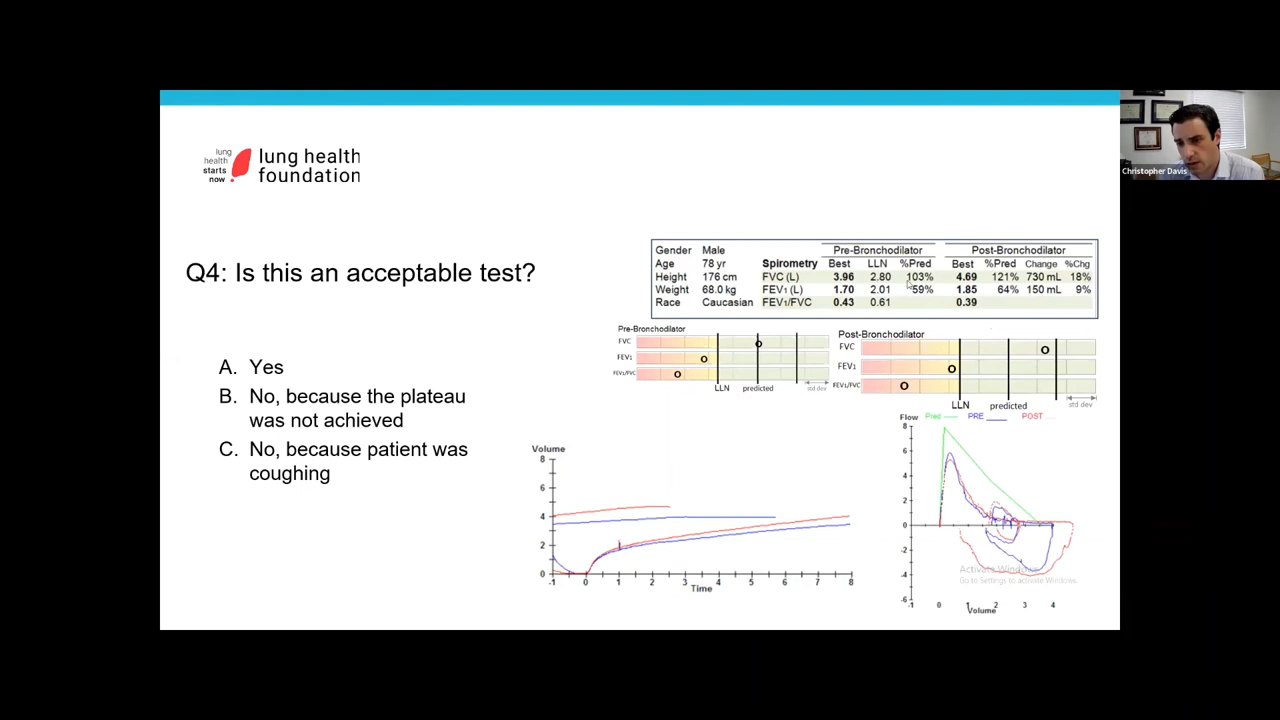 lung
health
starts
now
lung health
foundation
Christopher Davis
Q4: Is this an acceptable test?
A. Yes
B. No, because the plateau
was not achieved
C. No, because patient was
coughing
Gender Male Pre-Bronchodilator Post-Bronchodilator
Age 78 yr Spirometry Best LLN %Pred Best %Pred Change %Chg
Height 176 cm FVC (L) 3.96 2.80 103% 4.69 121% 730 mL 18%
Weight 68.0 kg FEV1 (L) 1.70 2.01 59% 1.85 64% 150 mL 9%
Race Caucasian FEV1/FVC 0.43 0.61 0.39
Pre-Bronchodilator
FVC
FEV1
FEV1/FVC
LLN predicted std dev
Post-Bronchodilator
FVC
FEV1
FEV1/FVC
LLN predicted std dev
Volume
8
6
4
2
0
-1 0 1 2 3 4 5 6 7 8
Time
Flow Pred PRE POST
8
6
4
2
0
-2
-4
-6
-1 0 1 2 3 4
Volume
Activate Windows
Go to Settings to activate Windows.